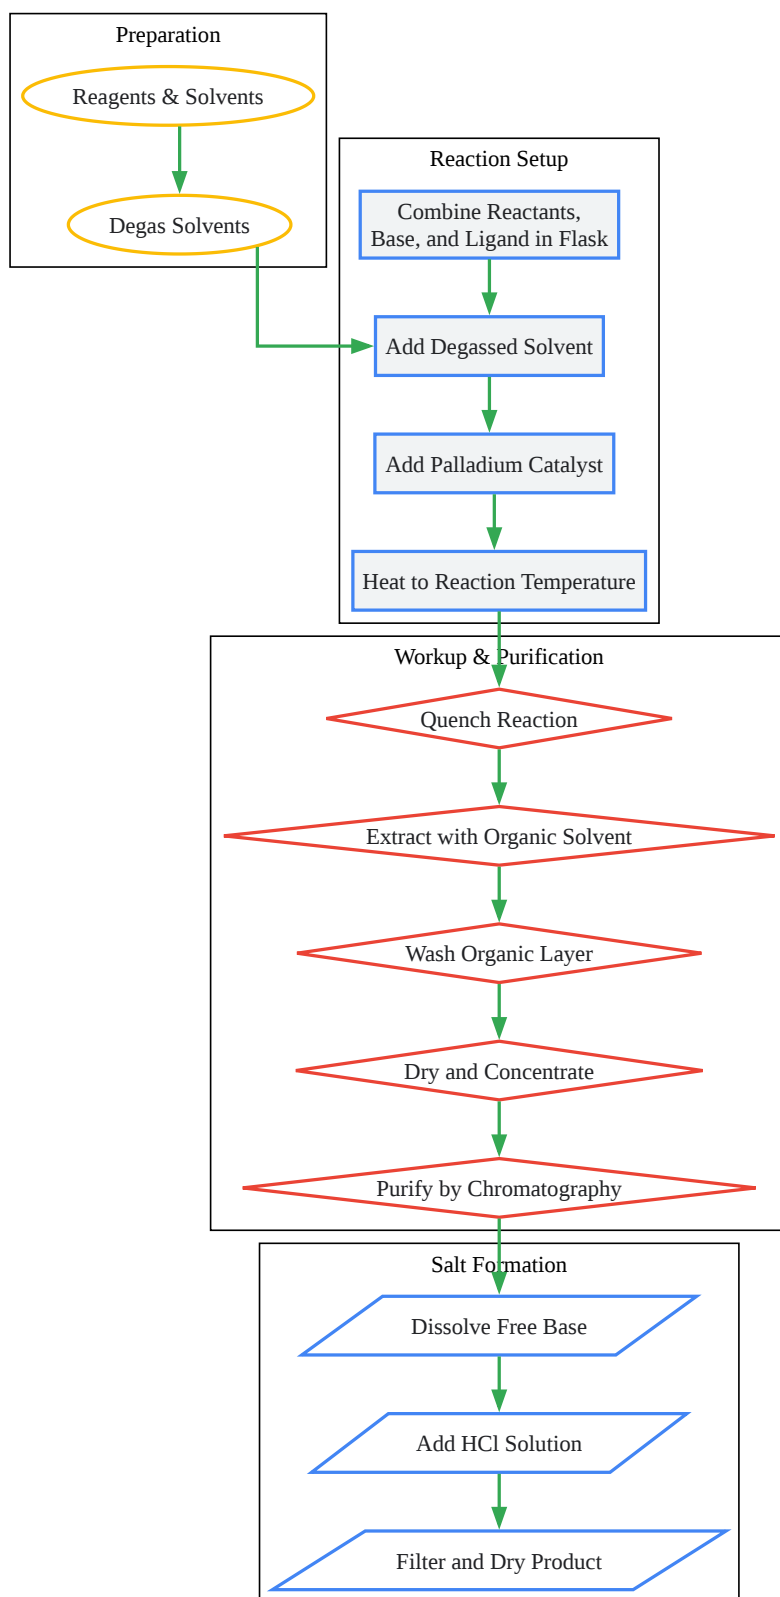 Preparation
Reagents & Solvents
Degas Solvents
Reaction Setup
Combine Reactants,
Base, and Ligand in Flask
Add Degassed Solvent
Add Palladium Catalyst
Heat to Reaction Temperature
Workup & Purification
Quench Reaction
Extract with Organic Solvent
Wash Organic Layer
Dry and Concentrate
Purify by Chromatography
Salt Formation
Dissolve Free Base
Add HCl Solution
Filter and Dry Product